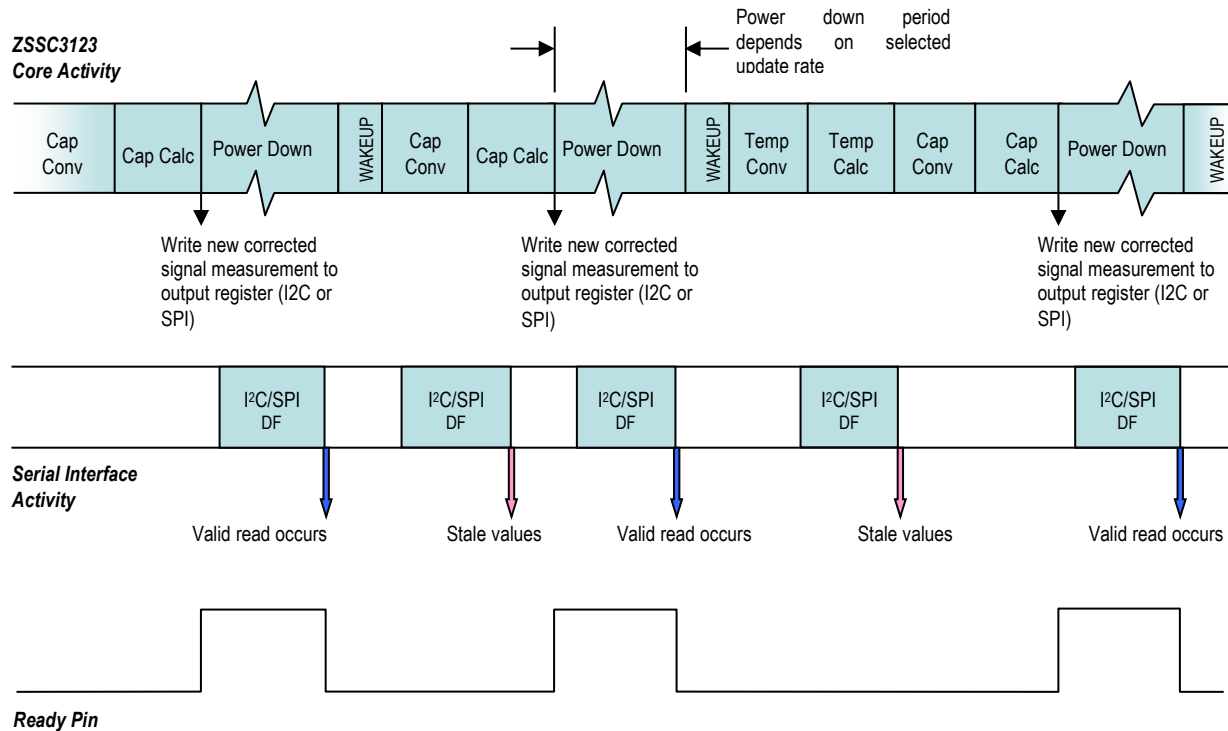 Power down period
depends on selected
update rate
ZSSC3123
Core Activity
Cap
Conv
Cap Calc
Power Down
WAKEUP
Cap
Conv
Cap Calc
Power Down
WAKEUP
Temp
Conv
Temp
Calc
Cap
Conv
Cap
Calc
Power Down
WAKEUP
Write new corrected
signal measurement to
output register (I2C or
SPI)
Write new corrected
signal measurement to
output register (I2C or
SPI)
Write new corrected
signal measurement to
output register (I2C or
SPI)
I²C/SPI
DF
I²C/SPI
DF
I²C/SPI
DF
I²C/SPI
DF
I²C/SPI
DF
Serial Interface
Activity
Valid read occurs
Stale values
Valid read occurs
Stale values
Valid read occurs
Ready Pin